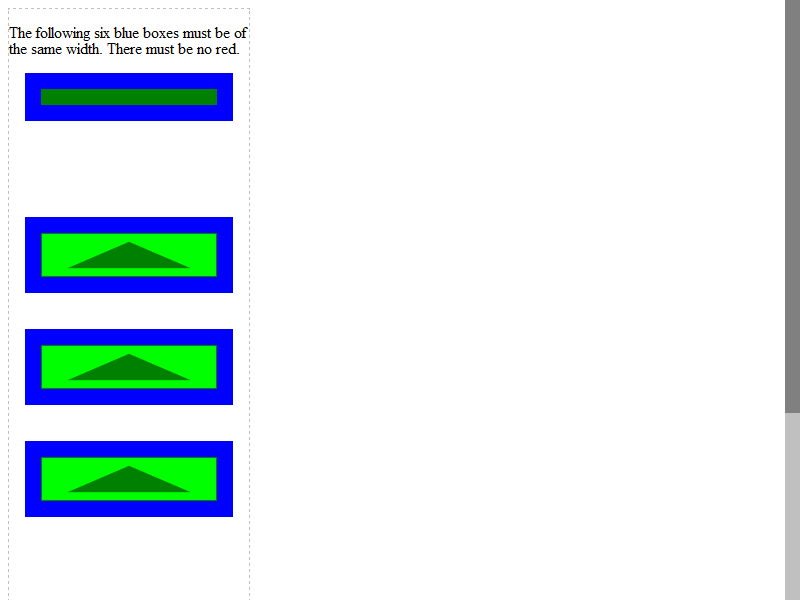 The following six blue boxes must be of
the same width. There must be no red.